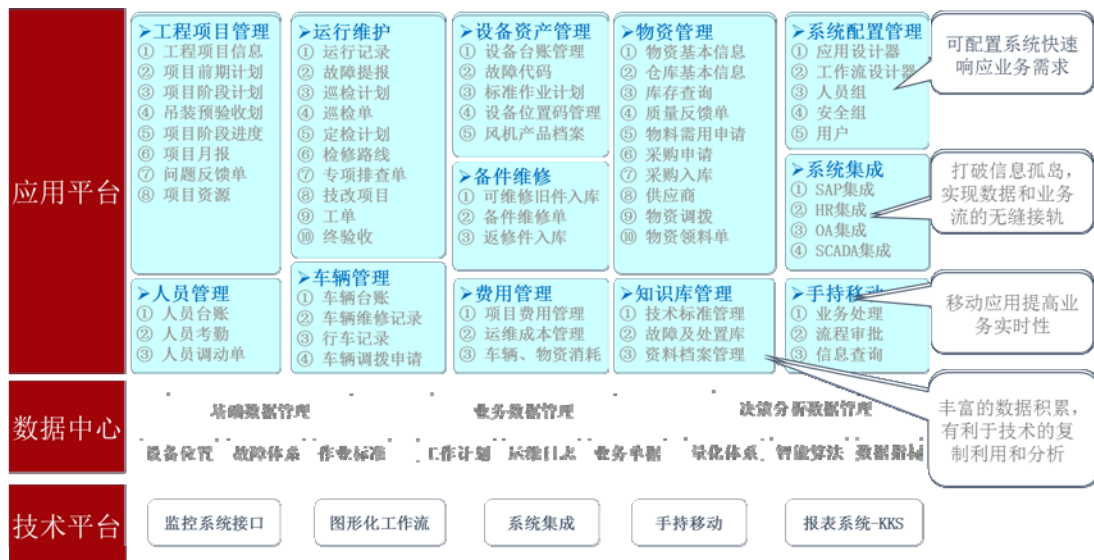 应用平台
➢工程项目管理
① 工程项目信息
② 项目前期计划
③ 项目阶段计划
④ 吊装预验收划
⑤ 项目阶段进度
⑥ 项目月报
⑦ 问题反馈单
⑧ 项目资源
➢运行维护
① 运行记录
② 故障提报
③ 巡检计划
④ 巡检单
⑤ 定检计划
⑥ 检修路线
⑦ 专项排查单
⑧ 技改项目
⑨ 工单
⑩ 终验收
➢设备资产管理
① 设备台账管理
② 故障代码
③ 标准作业计划
④ 设备位置码管理
⑤ 风机产品档案
➢备件维修
① 可维修旧件入库
② 备件维修单
③ 返修件入库
➢物资管理
① 物资基本信息
② 仓库基本信息
③ 库存查询
④ 质量反馈单
⑤ 物料需用申请
⑥ 采购申请
⑦ 采购入库
⑧ 供应商
⑨ 物资调拨
⑩ 物资领料单
➢系统配置管理
① 应用设计器
② 工作流设计器
③ 人员组
④ 安全组
⑤ 用户
➢系统集成
① SAP集成
② HR集成
③ OA集成
④ SCADA集成
➢人员管理
① 人员台账
② 人员考勤
③ 人员调动单
➢车辆管理
① 车辆台账
② 车辆维修记录
③ 行车记录
④ 车辆调拨申请
➢费用管理
① 项目费用管理
② 运维成本管理
③ 车辆、物资消耗
➢知识库管理
① 技术标准管理
② 故障及处置库
③ 资料档案管理
➢手持移动
① 业务处理
② 流程审批
③ 信息查询
可配置系统快速
响应业务需求
打破信息孤岛，
实现数据和业务
流的无缝接轨
移动应用提高业
务实时性
丰富的数据积累，
有利于技术的复
制利用和分析
数据中心
基础数据管理
业务数据管理
决策分析数据管理
设备位置
故障体系
作业标准
工作计划
运维日志
业务单据
量化体系
智能算法
数据指标
技术平台
监控系统接口
图形化工作流
系统集成
手持移动
报表系统-KKS